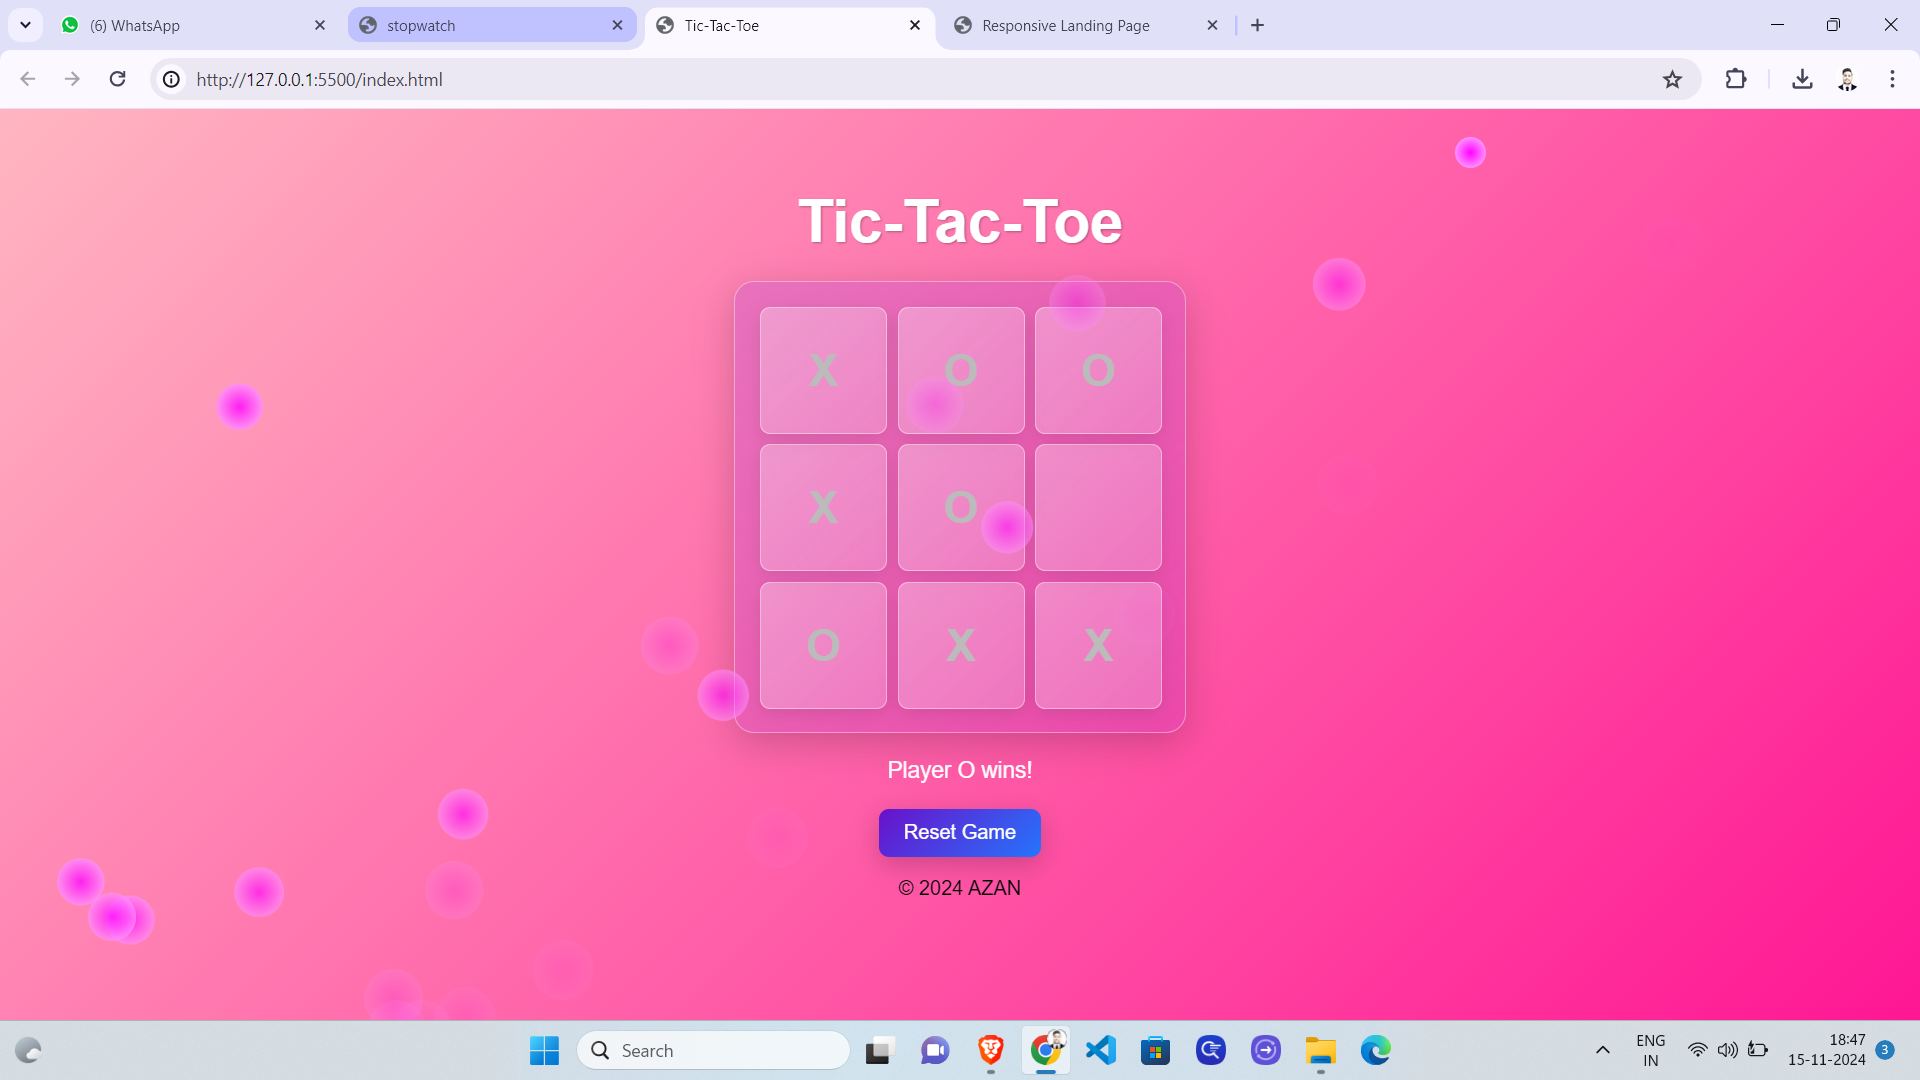 (6) WhatsApp
stopwatch
Tic-Tac-Toe
Responsive Landing Page
http://127.0.0.1:5500/index.html
Tic-Tac-Toe
X O O
X O
O X X
Player O wins!
Reset Game
© 2024 AZAN
Search
ENG
IN
18:47
15-11-2024
3